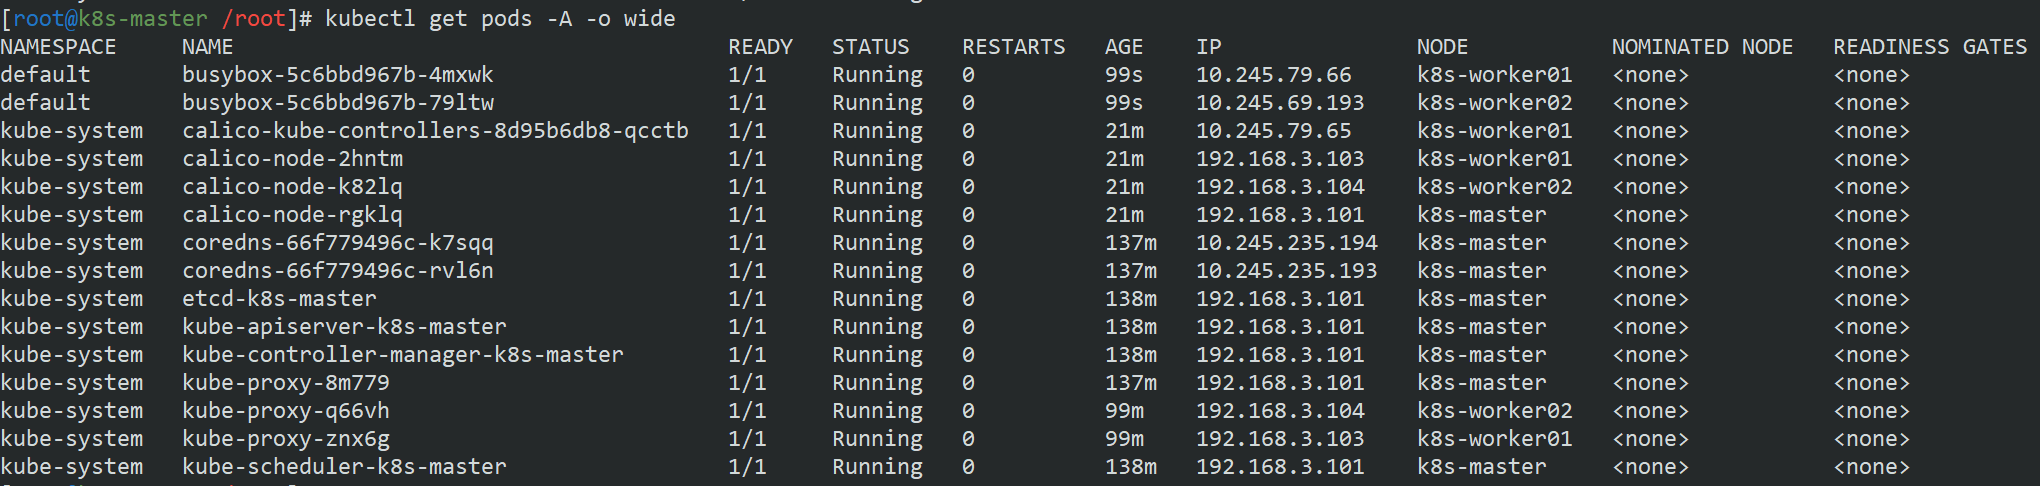 [root@k8s-master /root]# kubectl get pods -A -o wide
NAMESPACE NAME READY STATUS RESTARTS AGE IP NODE NOMINATED NODE READINESS GATES
default busybox-5c6bbd967b-4mxwk 1/1 Running 0 99s 10.245.79.66 k8s-worker01 <none> <none>
default busybox-5c6bbd967b-79ltw 1/1 Running 0 99s 10.245.69.193 k8s-worker02 <none> <none>
kube-system calico-kube-controllers-8d95b6db8-qcctb 1/1 Running 0 21m 10.245.79.65 k8s-worker01 <none> <none>
kube-system calico-node-2hntm 1/1 Running 0 21m 192.168.3.103 k8s-worker01 <none> <none>
kube-system calico-node-k82lq 1/1 Running 0 21m 192.168.3.104 k8s-worker02 <none> <none>
kube-system calico-node-rgklq 1/1 Running 0 21m 192.168.3.101 k8s-master <none> <none>
kube-system coredns-66f779496c-k7sqq 1/1 Running 0 137m 10.245.235.194 k8s-master <none> <none>
kube-system coredns-66f779496c-rvl6n 1/1 Running 0 137m 10.245.235.193 k8s-master <none> <none>
kube-system etcd-k8s-master 1/1 Running 0 138m 192.168.3.101 k8s-master <none> <none>
kube-system kube-apiserver-k8s-master 1/1 Running 0 138m 192.168.3.101 k8s-master <none> <none>
kube-system kube-controller-manager-k8s-master 1/1 Running 0 138m 192.168.3.101 k8s-master <none> <none>
kube-system kube-proxy-8m779 1/1 Running 0 137m 192.168.3.101 k8s-master <none> <none>
kube-system kube-proxy-q66vh 1/1 Running 0 99m 192.168.3.104 k8s-worker02 <none> <none>
kube-system kube-proxy-znx6g 1/1 Running 0 99m 192.168.3.103 k8s-worker01 <none> <none>
kube-system kube-scheduler-k8s-master 1/1 Running 0 138m 192.168.3.101 k8s-master <none> <none>